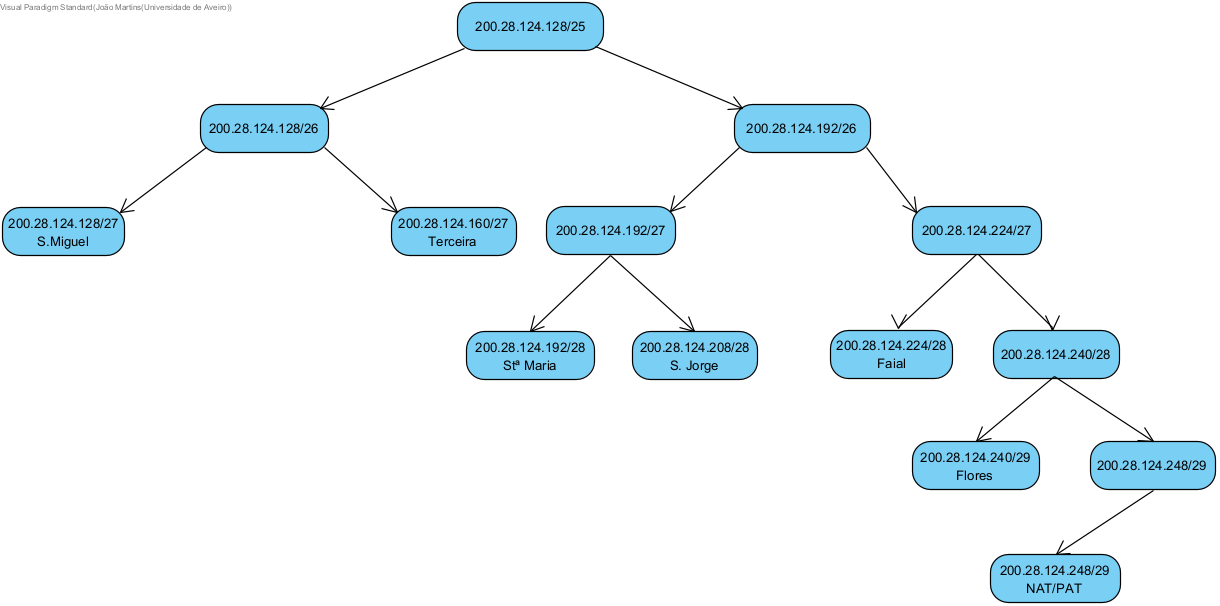 Visual Paradigm Standard(João Martins(Universidade de Aveiro))
200.28.124.128/25
200.28.124.128/26
200.28.124.192/26
200.28.124.128/27
S.Miguel
200.28.124.160/27
Terceira
200.28.124.192/27
200.28.124.224/27
200.28.124.192/28
Stª Maria
200.28.124.208/28
S. Jorge
200.28.124.224/28
Faial
200.28.124.240/28
200.28.124.240/29
Flores
200.28.124.248/29
200.28.124.248/29
NAT/PAT